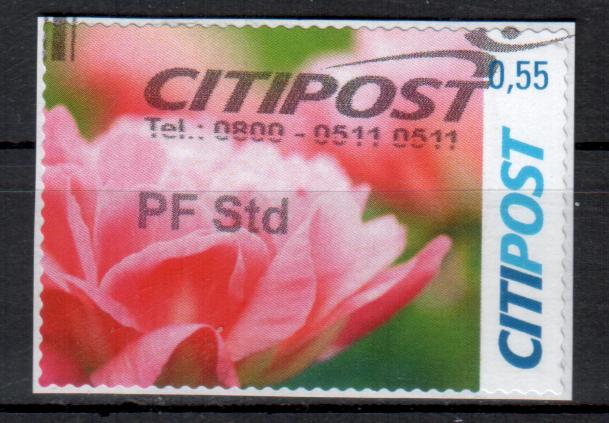 CITIPOST
Tel.: 0800 - 0511 0511
PF Std
0,55
CITIPOST